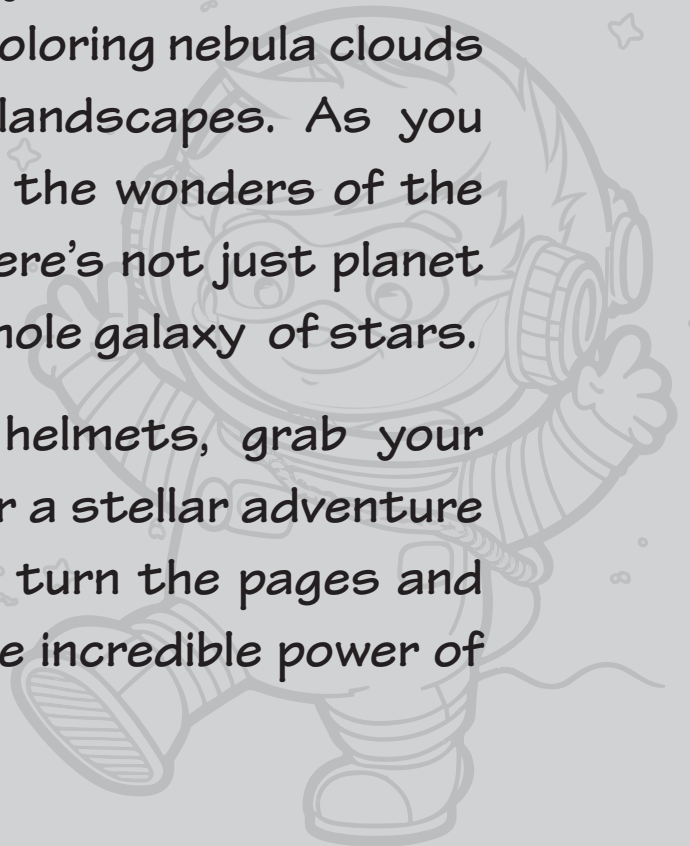 oloring nebula clouds
landscapes. As you
the wonders of the
ere's not just planet
hole galaxy of stars.
helmets, grab your
r a stellar adventure
turn the pages and
e incredible power of